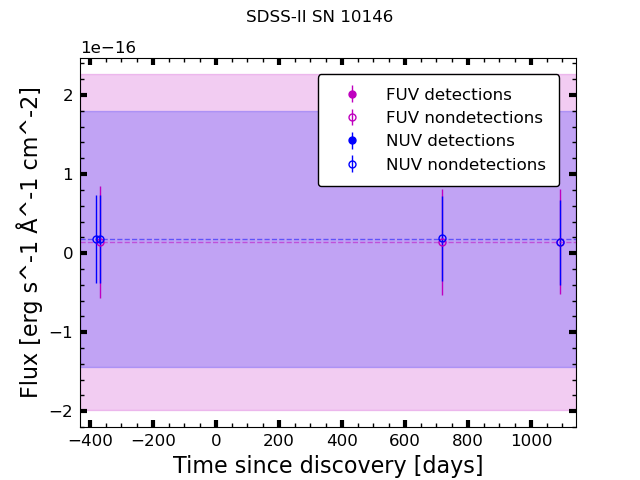 SDSS-II SN 10146
1e−16
FUV detections
FUV nondetections
NUV detections
NUV nondetections
2
1
0
−1
−2
Flux [erg s^-1 Å^-1 cm^-2]
−400 −200 0 200 400 600 800 1000
Time since discovery [days]